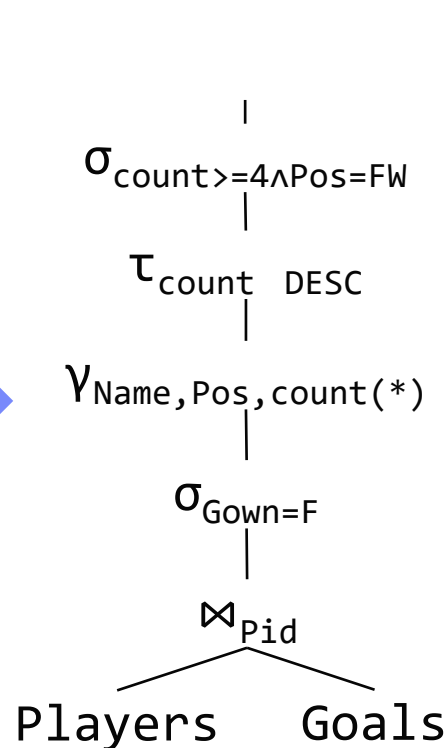 σcount>=4∧Pos=FW
τcount DESC
γName,Pos,count(*)
σGown=F
⋈Pid
Players Goals